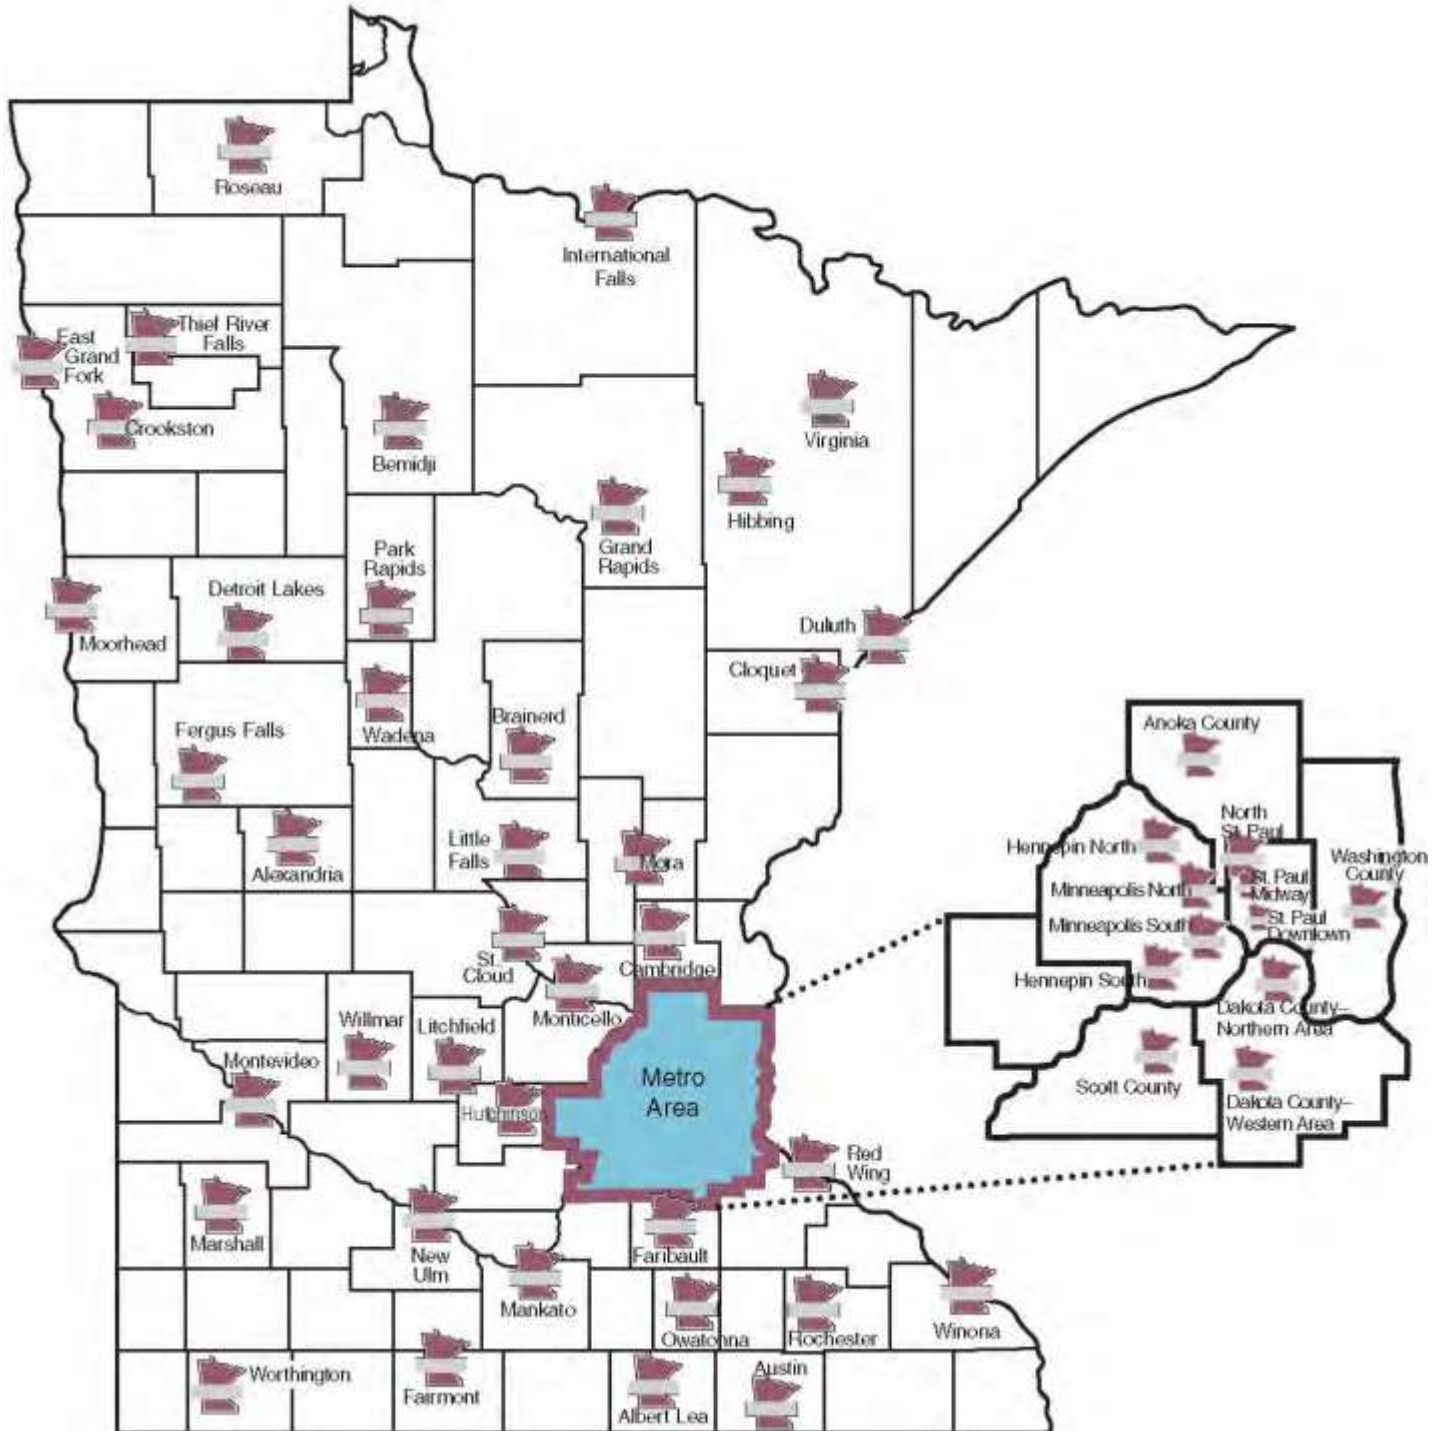 Roseau
International
Falls
East
Grand
Fork
Thief River
Falls
Crookston
Bemidji
Virginia
Hibbing
Grand
Rapids
Park
Rapids
Detroit Lakes
Moorhead
Duluth
Cloquet
Wadena
Brainerd
Fergus Falls
Little
Falls
Mora
Alexandria
St.
Cloud
Cambridge
Monticello
Willmar
Litchfield
Montevideo
Hutchinson
Metro
Area
Red
Wing
Marshall
New
Ulm
Faribault
Mankato
Owatonna
Rochester
Winona
Worthington
Fairmont
Albert Lea
Austin
Anoka County
North
St. Paul
Hennepin North
Washington
County
St. Paul
Midway
Minneapolis North
St. Paul
Downtown
Minneapolis South
Hennepin South
Dakota County–
Northern Area
Scott County
Dakota County–
Western Area